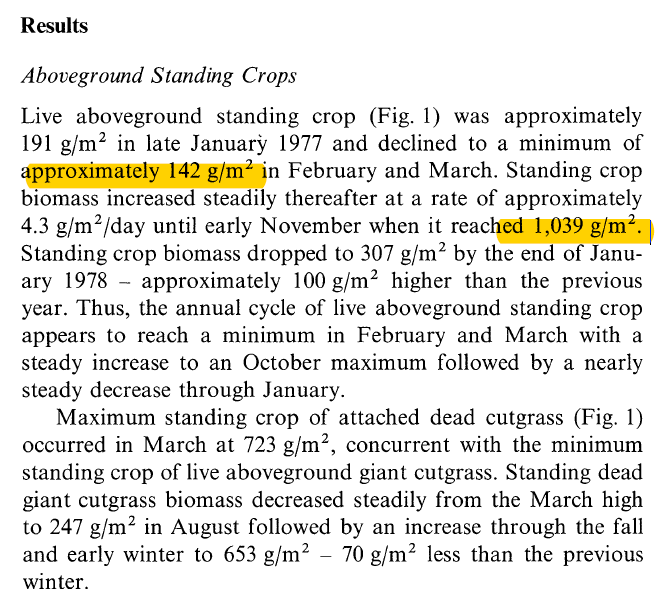 Results
Aboveground Standing Crops
Live aboveground standing crop (Fig. 1) was approximately
191 g/m² in late January 1977 and declined to a minimum of
approximately 142 g/m² in February and March. Standing crop
biomass increased steadily thereafter at a rate of approximately
4.3 g/m²/day until early November when it reached 1,039 g/m².
Standing crop biomass dropped to 307 g/m² by the end of Janu-
ary 1978 – approximately 100 g/m² higher than the previous
year. Thus, the annual cycle of live aboveground standing crop
appears to reach a minimum in February and March with a
steady increase to an October maximum followed by a nearly
steady decrease through January.
Maximum standing crop of attached dead cutgrass (Fig. 1)
occurred in March at 723 g/m², concurrent with the minimum
standing crop of live aboveground giant cutgrass. Standing dead
giant cutgrass biomass decreased steadily from the March high
to 247 g/m² in August followed by an increase through the fall
and early winter to 653 g/m² – 70 g/m² less than the previous
winter.